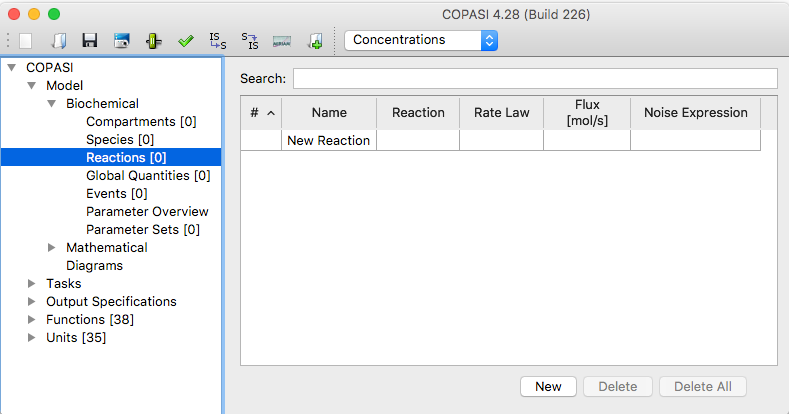 COPASI 4.28 (Build 226)
IS
S
S
IS
MIRIAM
Concentrations
COPASI
Model
Biochemical
Compartments [0]
Species [0]
Reactions [0]
Global Quantities [0]
Events [0]
Parameter Overview
Parameter Sets [0]
Mathematical
Diagrams
Tasks
Output Specifications
Functions [38]
Units [35]
Search:
# Name Reaction Rate Law Flux [mol/s] Noise Expression
New Reaction
New Delete Delete All